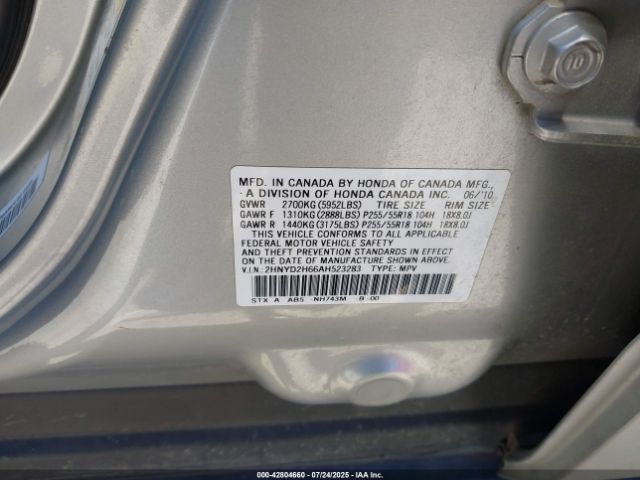 10
MFD. IN CANADA BY HONDA OF CANADA MFG.,
A DIVISION OF HONDA CANADA INC. 06/'10
GVWR 2700KG(5952LBS) TIRE SIZE RIM SIZE
GAWR F 1310KG(2888LBS) P255/55R18 104H 18X8.0J
GAWR R 1440KG(3175LBS) P255/55R18 104H 18X8.0J
THIS VEHICLE CONFORMS TO ALL APPLICABLE
FEDERAL MOTOR VEHICLE SAFETY
AND THEFT PREVENTION STANDARDS IN EFFECT
ON THE DATE OF MANUFACTURE SHOWN ABOVE.
V.I.N.: 2HNYD2H66AH523283 TYPE: MPV
STX A AB5 NH743M B 00
000-42804660 - 07/24/2025 - IAAI.COM